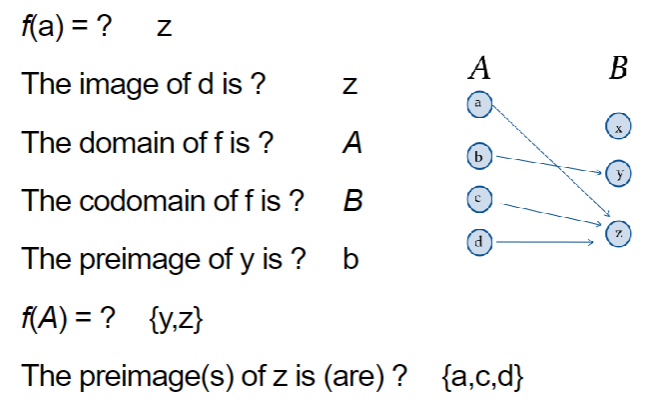 f(a) = ? z
The image of d is ? z
The domain of f is ? A
The codomain of f is ? B
The preimage of y is ? b
f(A) = ? {y,z}
The preimage(s) of z is (are) ? {a,c,d}
A B
a
x
b
y
c
z
d